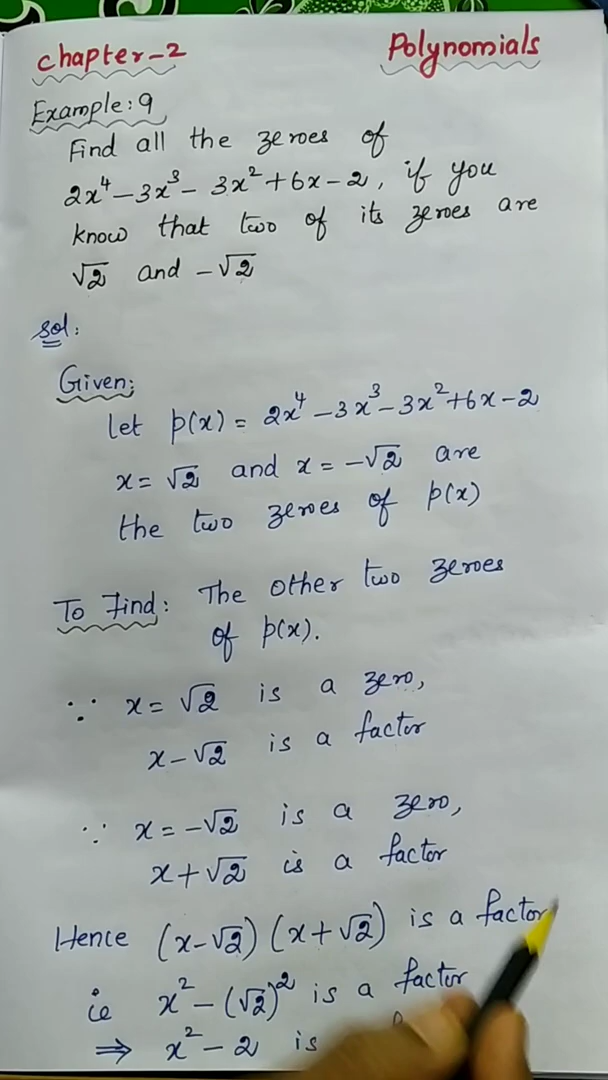 Chapter-2 Polynomials
Example: 9
Find all the zeroes of
2x⁴-3x³-3x²+6x-2, if you
know that two of its zeroes are
√2 and -√2
Sol:
Given:
Let p(x) = 2x⁴-3x³-3x²+6x-2
x = √2 and x = -√2 are
the two zeroes of p(x)
To Find: The other two zeroes
of p(x).
∵ x = √2 is a zero,
x-√2 is a factor
∵ x = -√2 is a zero,
x+√2 is a factor
Hence (x-√2) (x+√2) is a factor
ie x²-(√2)² is a factor
⇒ x²-2 is